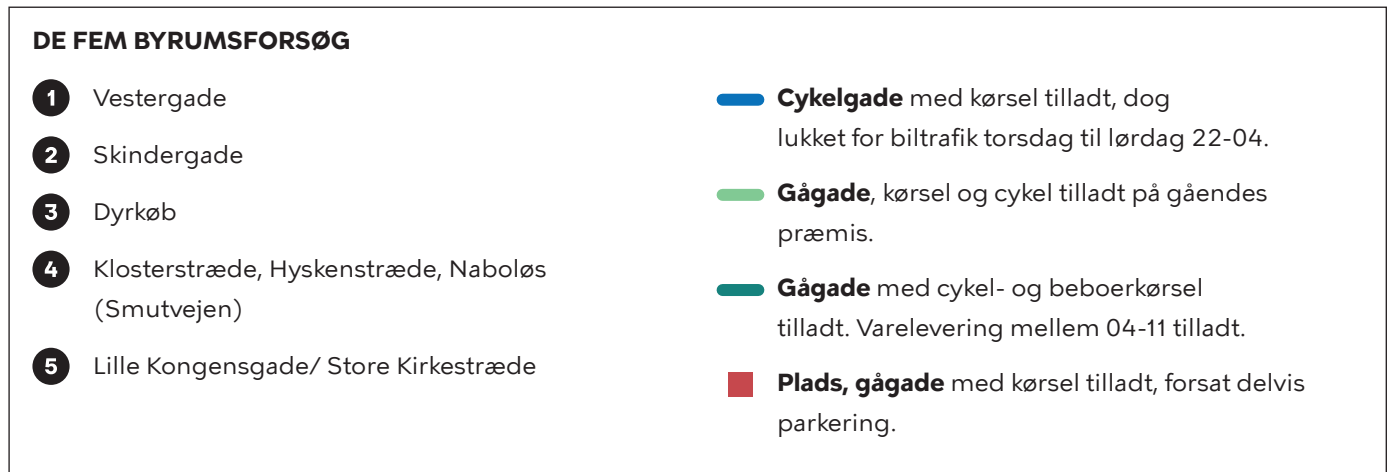 DE FEM BYRUMSFORSØG
1 Vestergade
2 Skindergade
3 Dyrkøb
4 Klosterstræde, Hyskenstræde, Naboløs
(Smutvejen)
5 Lille Kongensgade/ Store Kirkestræde
Cykelgade med kørsel tilladt, dog
lukket for biltrafik torsdag til lørdag 22-04.
Gågade, kørsel og cykel tilladt på gåendes
præmis.
Gågade med cykel- og beboerkørsel
tilladt. Varelevering mellem 04-11 tilladt.
Plads, gågade med kørsel tilladt, forsat delvis
parkering.